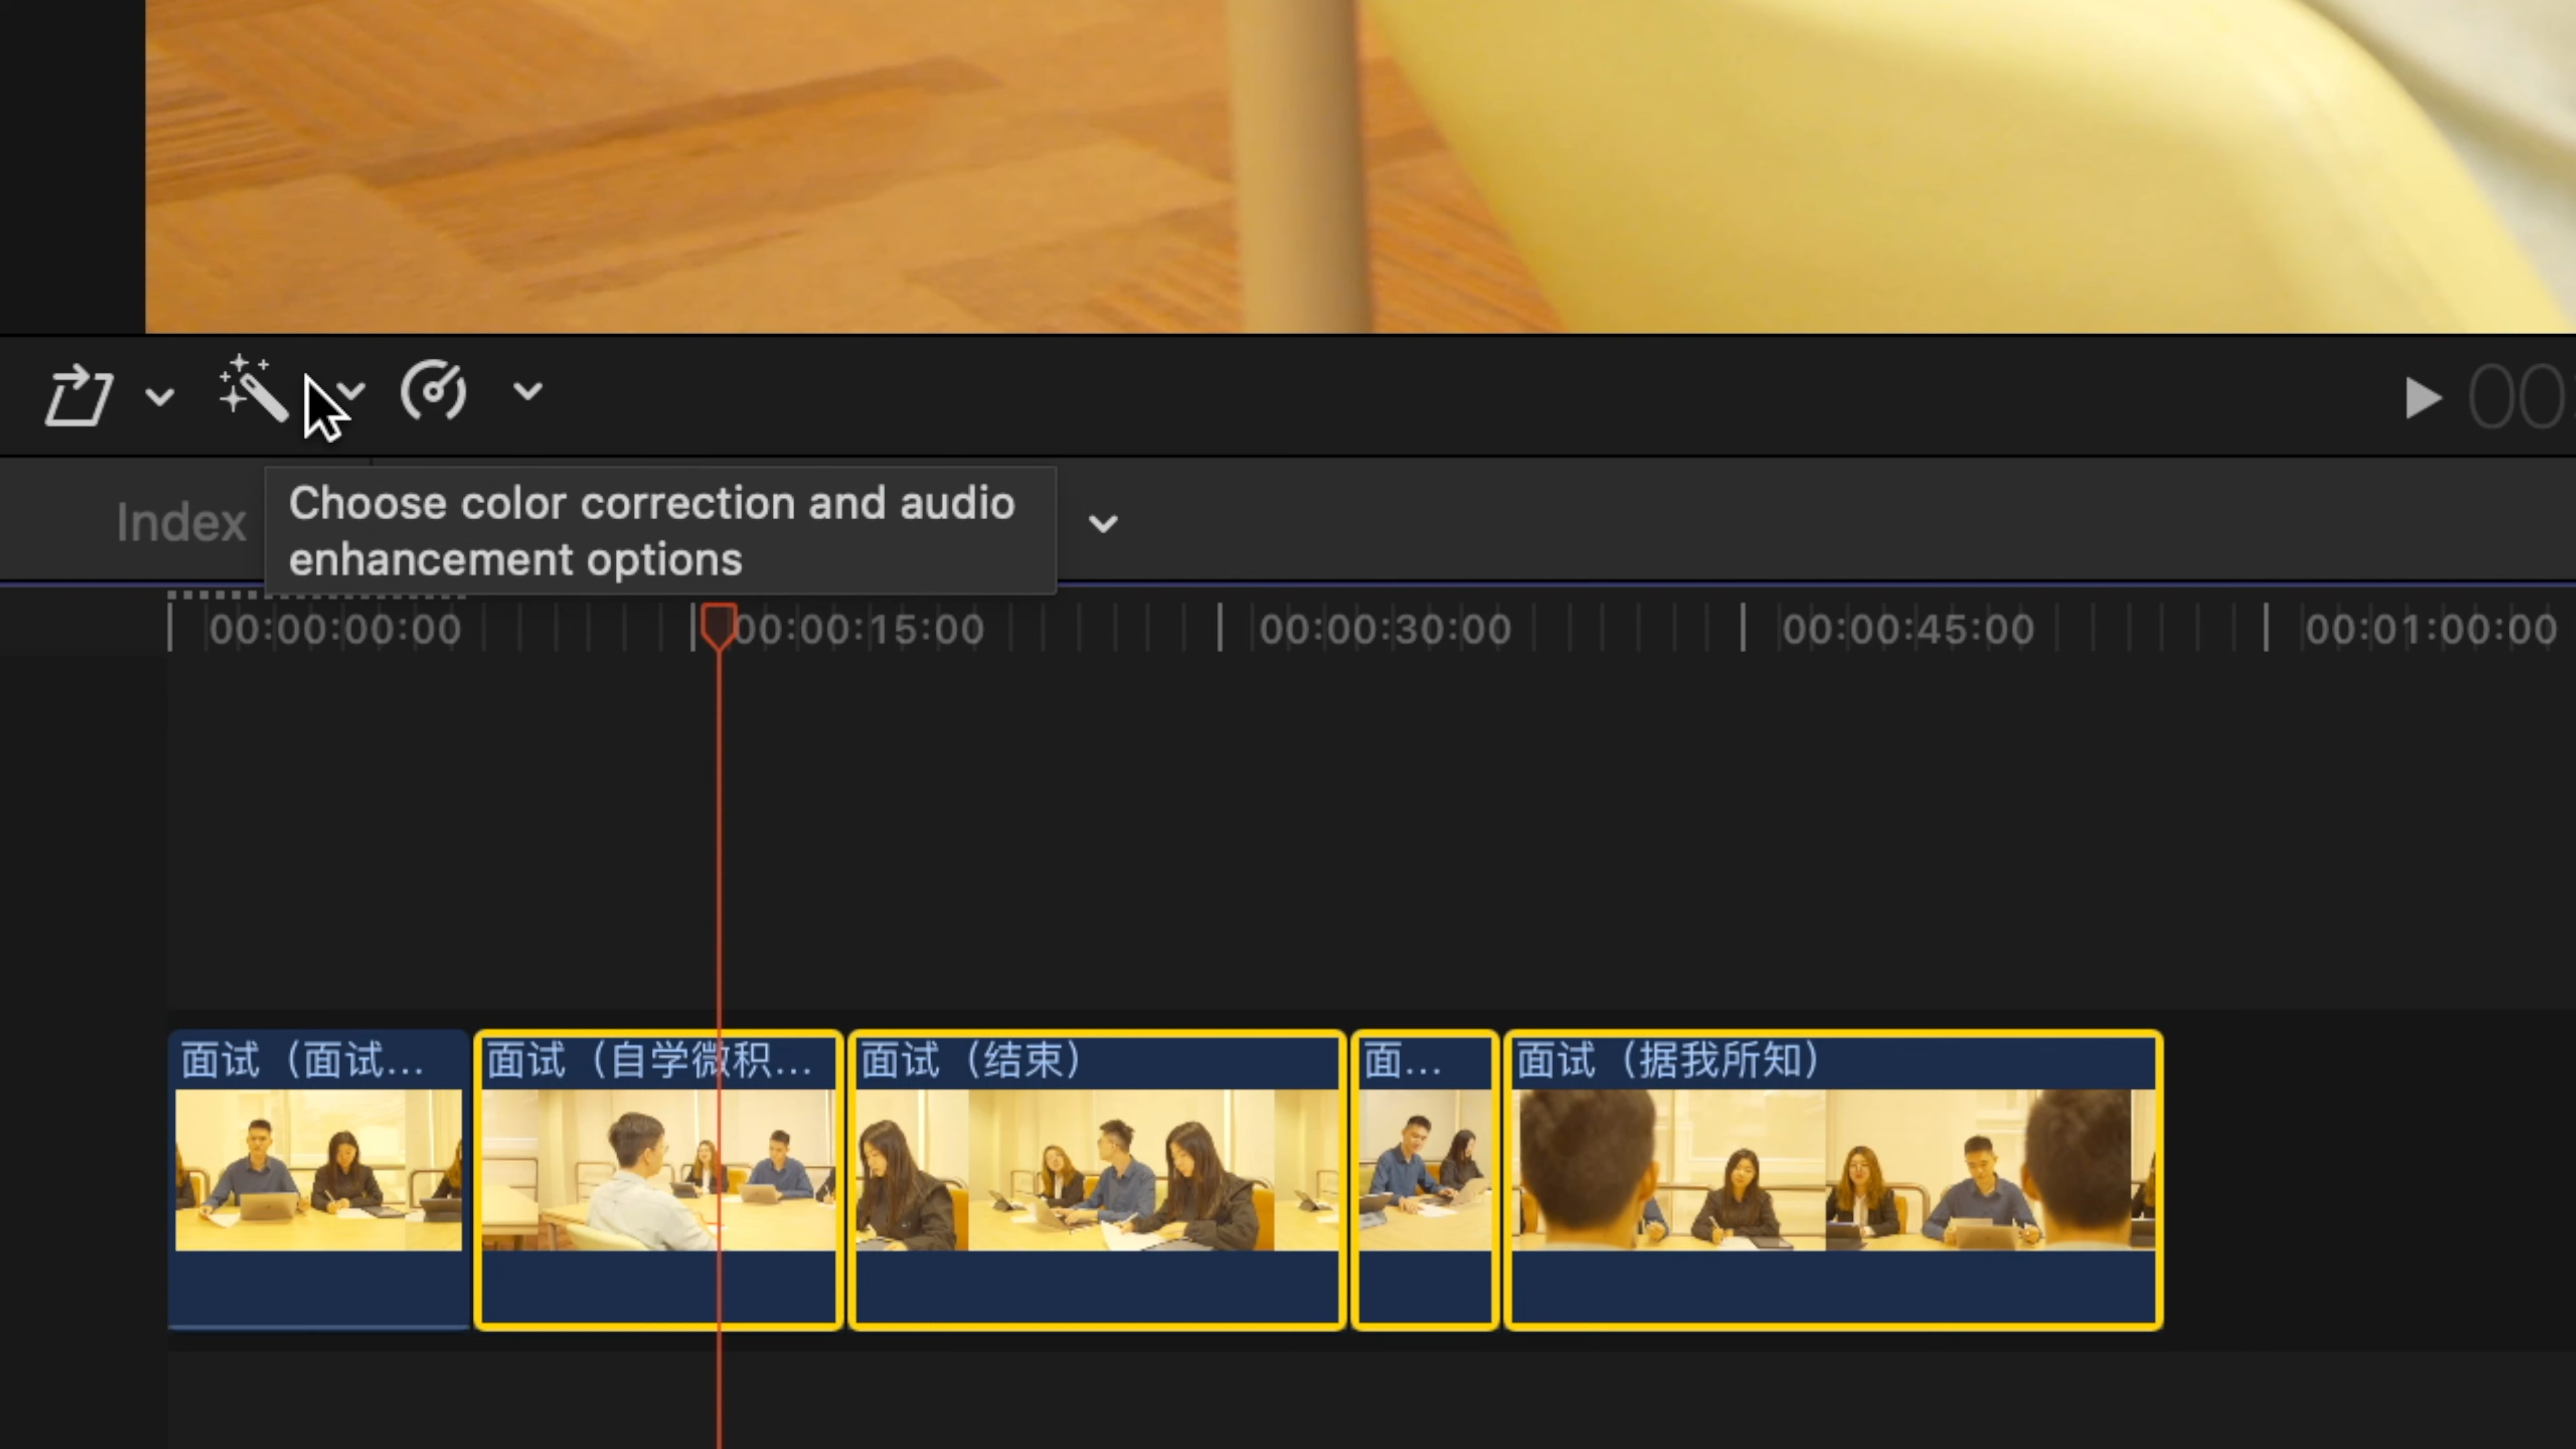 00
Choose color correction and audio
enhancement options
Index
00:00:00:00
00:00:15:00
00:00:30:00
00:00:45:00
00:01:00:00
面试（面试...
面试（自学微积...
面试（结束）
面...
面试（据我所知）